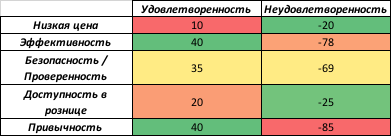 Удовлетворенность Неудовлетворенность
Низкая цена 10 -20
Эффективность 40 -78
Безопасность /
Проверенность 35 -69
Доступность в
рознице 20 -25
Привычность 40 -85